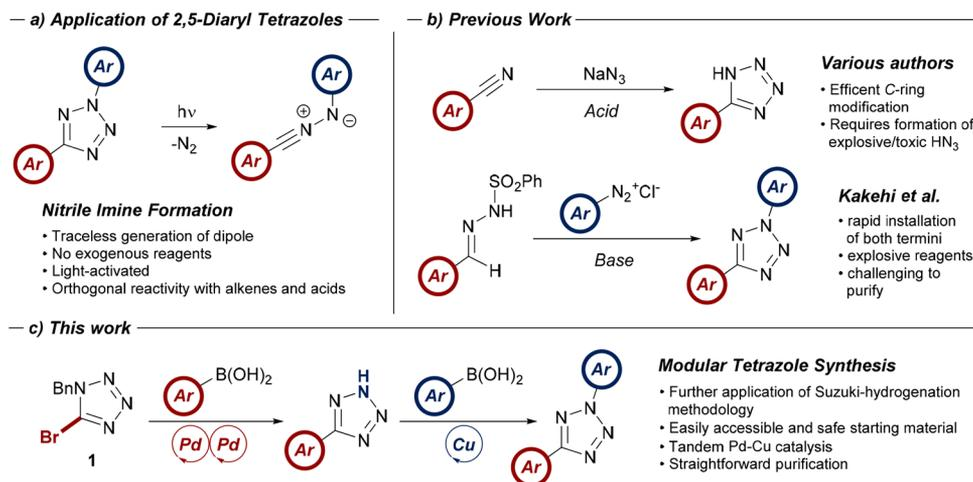 a) Application of 2,5-Diaryl Tetrazoles
Ar
N
N
N
N
Ar
hν
-N2
Ar
N
⊖
⊕
N
Ar
Nitrile Imine Formation
• Traceless generation of dipole
• No exogenous reagents
• Light-activated
• Orthogonal reactivity with alkenes and acids
b) Previous Work
N
Ar
NaN3
Acid
HN
N
N
N
Ar
Various authors
• Efficent C-ring
modification
• Requires formation of
explosive/toxic HN3
SO2Ph
NH
N
H
Ar
Ar
N2+Cl-
Base
Ar
N
N
N
N
Ar
Kakehi et al.
• rapid installation
of both termini
• explosive reagents
• challenging to
purify
c) This work
BnN
N
N
N
Br
1
Ar
B(OH)2
Pd
Pd
H
N
N
N
N
Ar
Ar
B(OH)2
Cu
Ar
N
N
N
N
Ar
Modular Tetrazole Synthesis
• Further application of Suzuki-hydrogenation
methodology
• Easily accessible and safe starting material
• Tandem Pd-Cu catalysis
• Straightforward purification